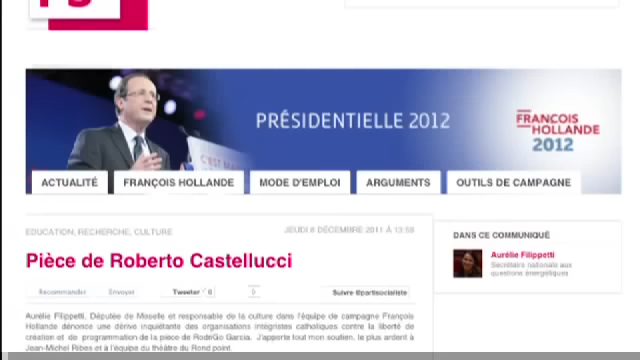 PS
PRÉSIDENTIELLE 2012
FRANÇOIS
HOLLANDE
2012
C'EST MA
ACTUALITÉ FRANÇOIS HOLLANDE MODE D'EMPLOI ARGUMENTS OUTILS DE CAMPAGNE
EDUCATION, RECHERCHE, CULTURE JEUDI 8 DÉCEMBRE 2011 À 13:59
Pièce de Roberto Castellucci
Recommander Envoyer Tweeter 0 Suivre @partisocialiste
Aurélie Filippetti, Députée de Moselle et responsable de la culture dans l'équipe de campagne François
Hollande dénonce une dérive inquiétante des organisations intégristes catholiques contre la liberté de
création et de programmation de la pièce de RodriGo Garcia. J'apporte tout mon soutien, le plus ardent à
Jean-Michel Ribes et à l'équipe du théâtre du Rond point.
DANS CE COMMUNIQUÉ
Aurélie Filippetti
Secrétaire nationale aux
questions énergétiques